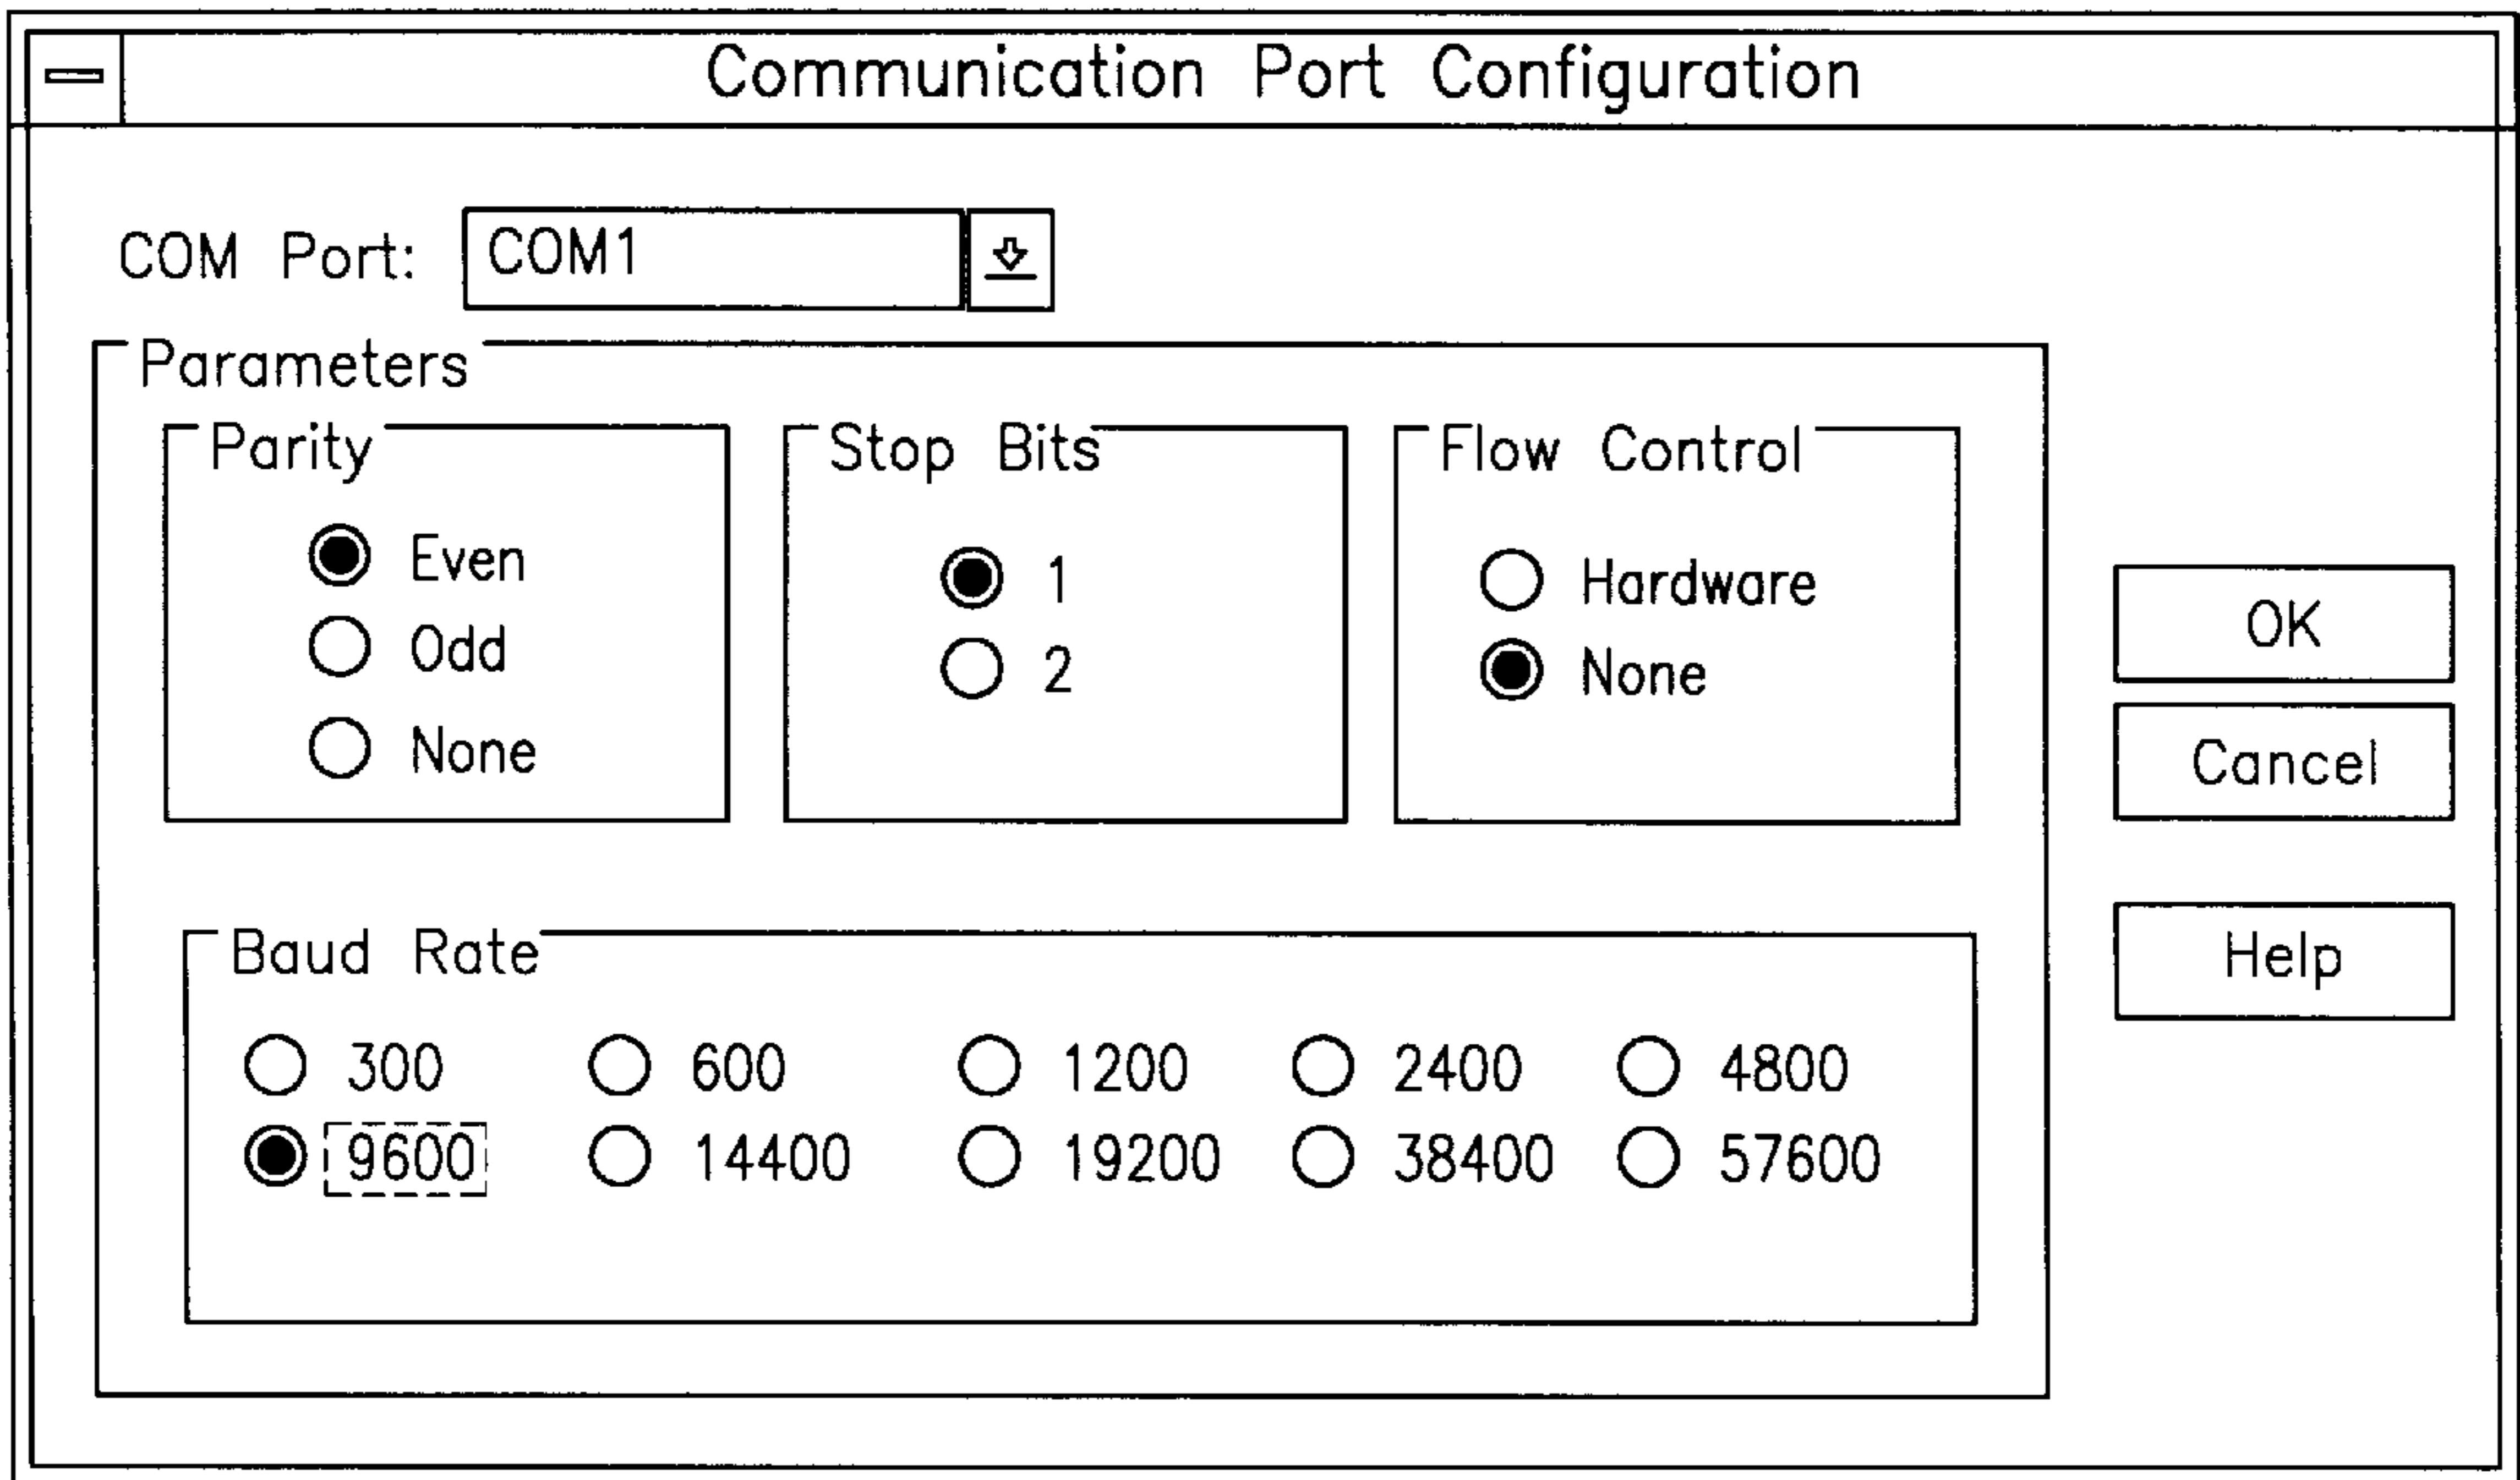 Communication Port Configuration
COM Port: COM1
Parameters
Parity
Even
Odd
None
Stop Bits
1
2
Flow Control
Hardware
None
OK
Cancel
Help
Baud Rate
300 600 1200 2400 4800
9600 14400 19200 38400 57600